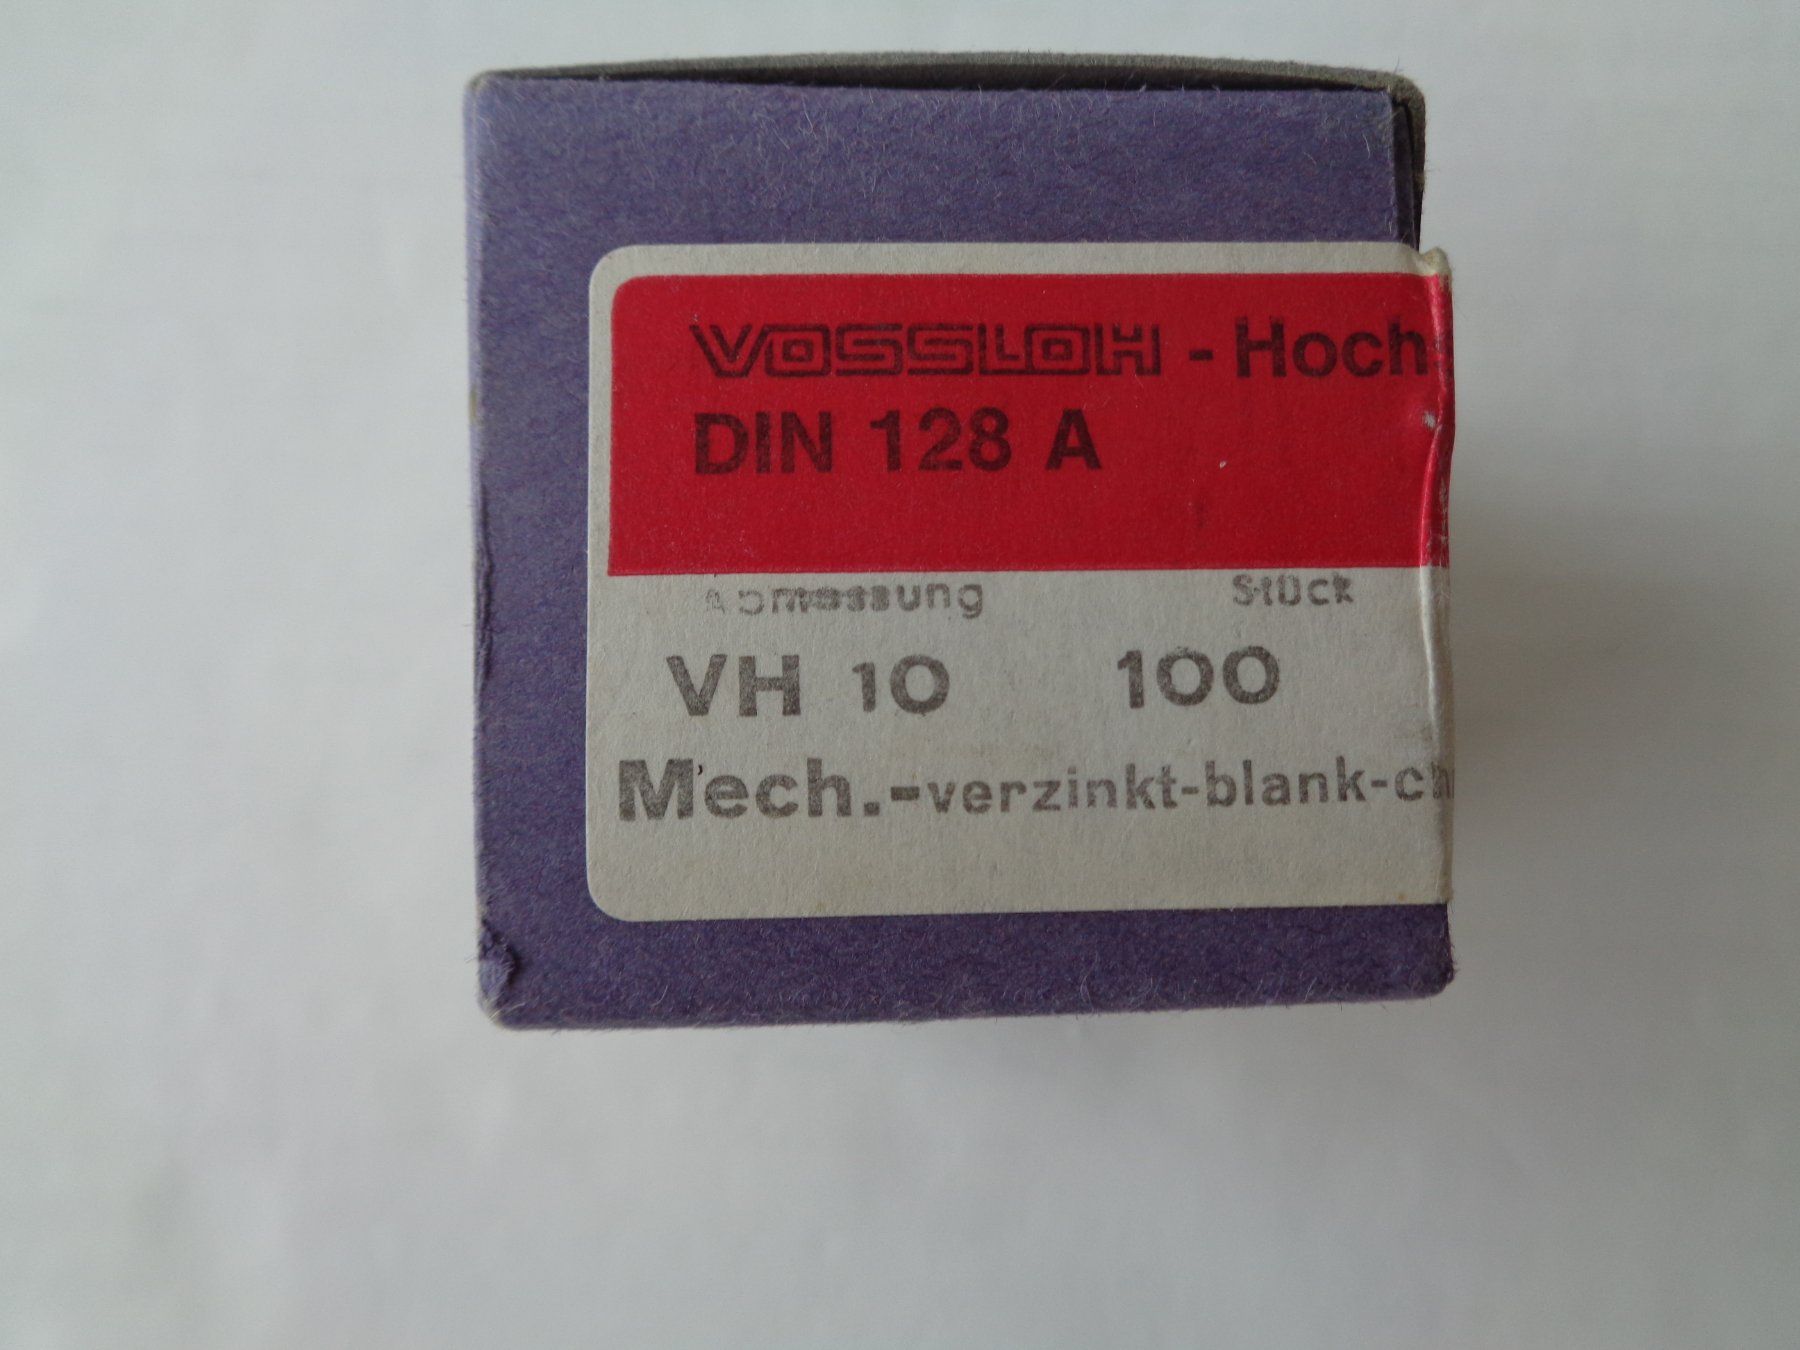 VOSSLOH - Hoch
DIN 128 A
Abmessung Stück
VH 10 100
Mech.-verzinkt-blank-ch